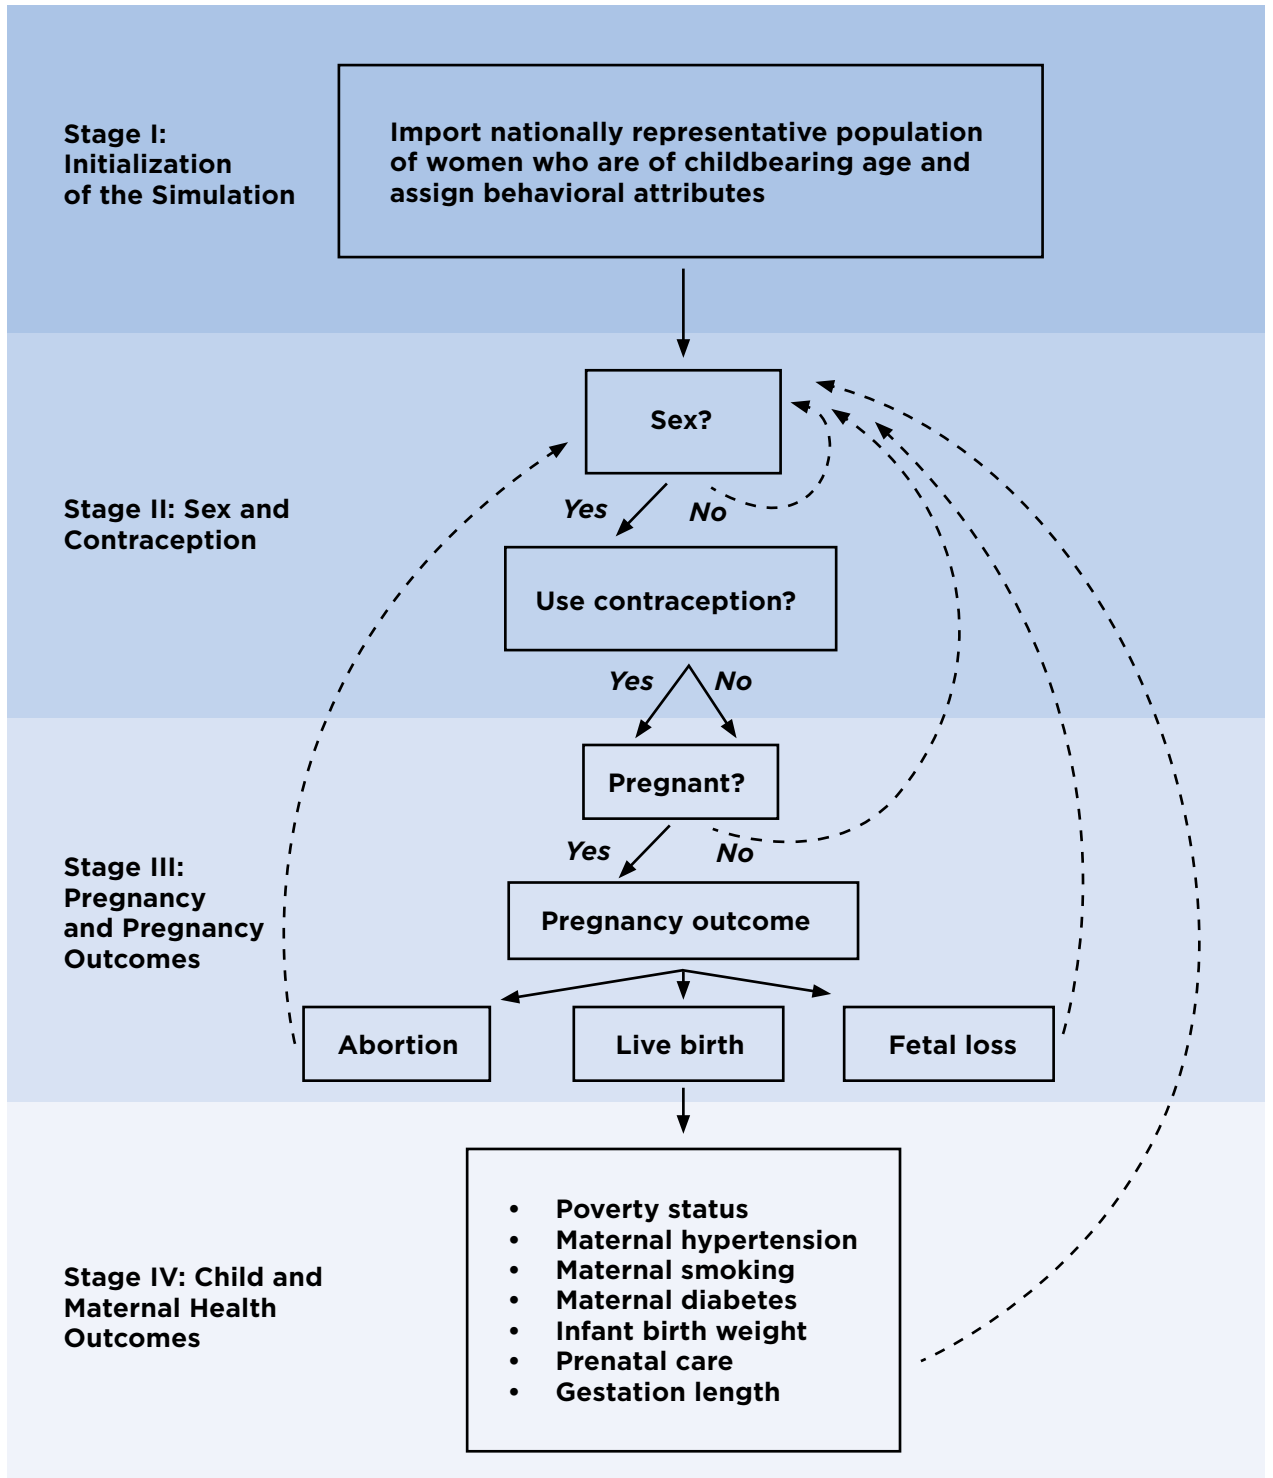 Stage I:
Initialization
of the Simulation
Import nationally representative population
of women who are of childbearing age and
assign behavioral attributes
Stage II: Sex and
Contraception
Sex?
Yes
No
Use contraception?
Yes
No
Stage III:
Pregnancy
and Pregnancy
Outcomes
Pregnant?
Yes
No
Pregnancy outcome
Abortion
Live birth
Fetal loss
Stage IV: Child and
Maternal Health
Outcomes
• Poverty status
• Maternal hypertension
• Maternal smoking
• Maternal diabetes
• Infant birth weight
• Prenatal care
• Gestation length